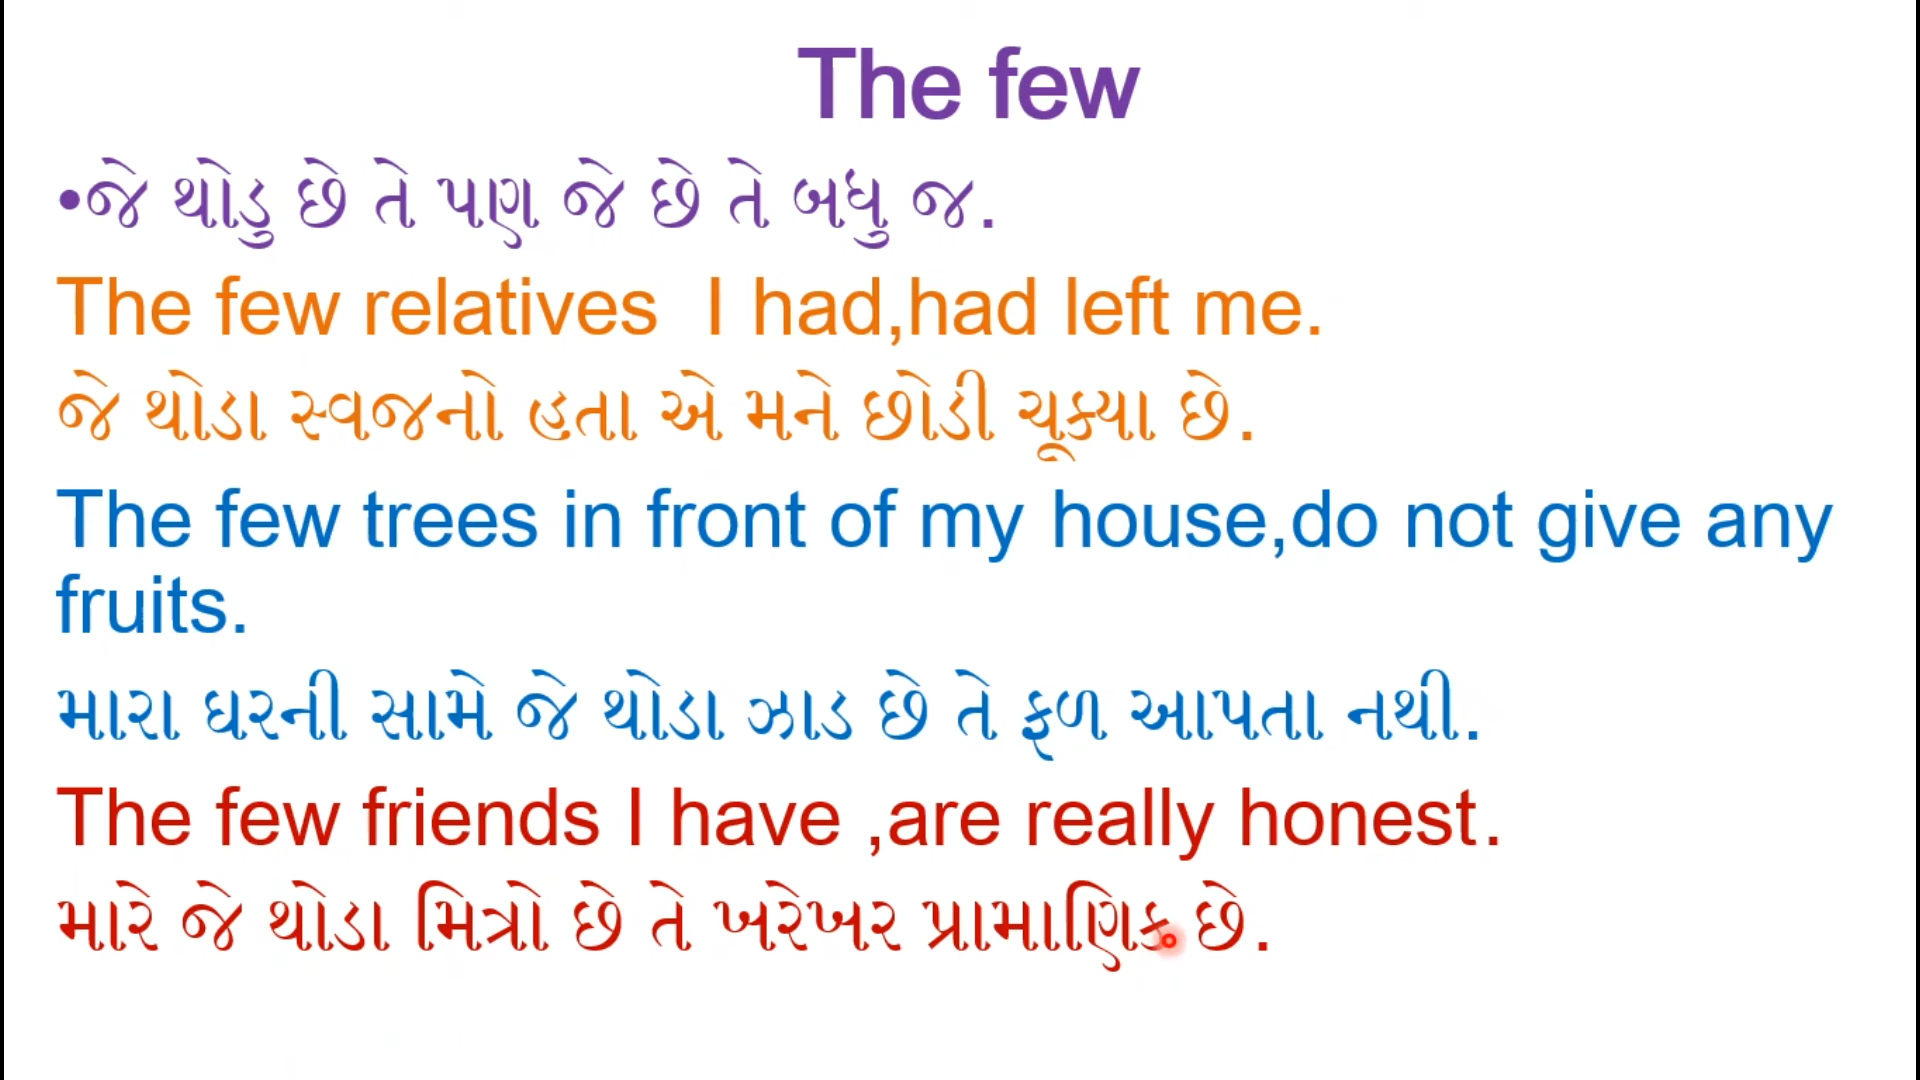 The few
•જે થોડુ છે તે પણ જે છે તે બધુ જ.
The few relatives  I had,had left me.
જે થોડા સ્વજનો હતા એ મને છોડી ચૂક્યા છે.
The few trees in front of my house,do not give any
fruits.
મારા ઘરની સામે જે થોડા ઝાડ છે તે ફળ આપતા નથી.
The few friends I have ,are really honest.
મારે જે થોડા મિત્રો છે તે ખરેખર પ્રામાણિક છે.